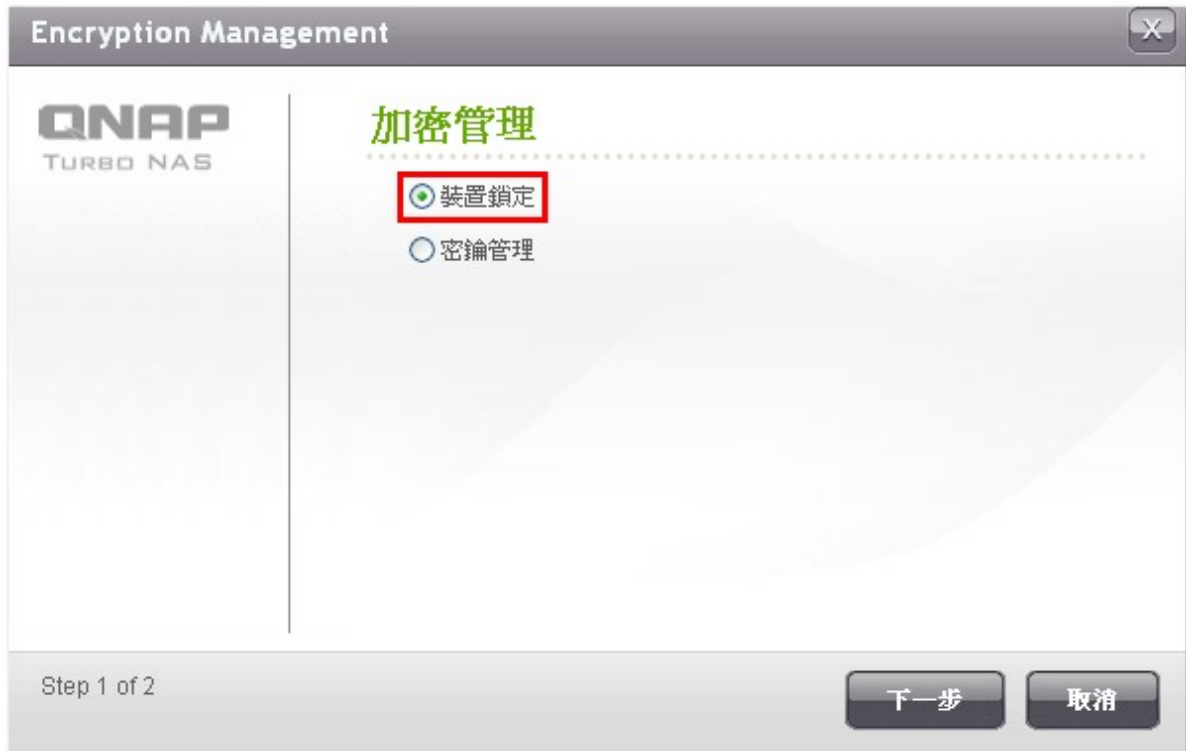 Encryption Management
X
QNAP
TURBO NAS
加密管理
裝置鎖定
密鑰管理
Step 1 of 2
下一步
取消